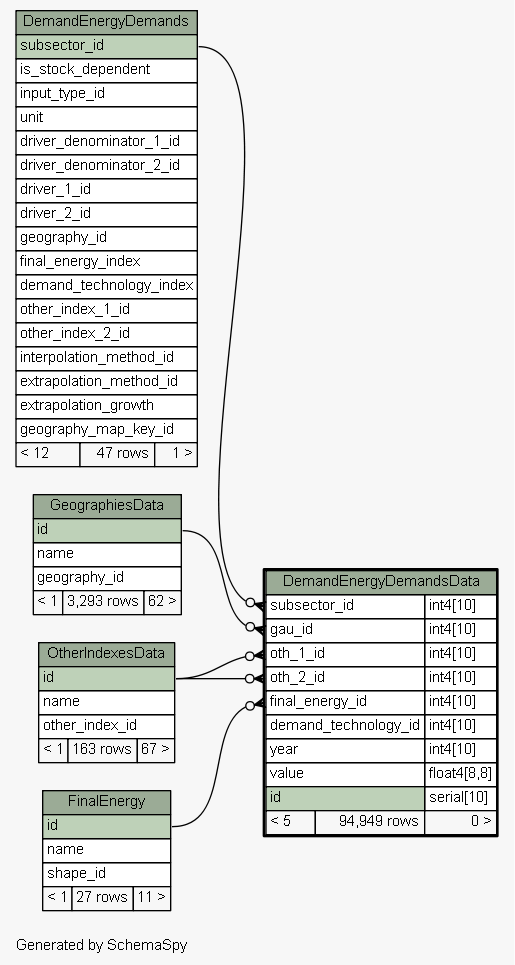 DemandEnergyDemands
subsector_id
is_stock_dependent
input_type_id
unit
driver_denominator_1_id
driver_denominator_2_id
driver_1_id
driver_2_id
geography_id
final_energy_index
demand_technology_index
other_index_1_id
other_index_2_id
interpolation_method_id
extrapolation_method_id
extrapolation_growth
geography_map_key_id
< 12 47 rows 1 >
GeographiesData
id
name
geography_id
< 1 3,293 rows 62 >
OtherIndexesData
id
name
other_index_id
< 1 163 rows 67 >
FinalEnergy
id
name
shape_id
< 1 27 rows 11 >
DemandEnergyDemandsData
subsector_id int4[10]
gau_id int4[10]
oth_1_id int4[10]
oth_2_id int4[10]
final_energy_id int4[10]
demand_technology_id int4[10]
year int4[10]
value float4[8,8]
id serial[10]
< 5 94,949 rows 0 >
Generated by SchemaSpy